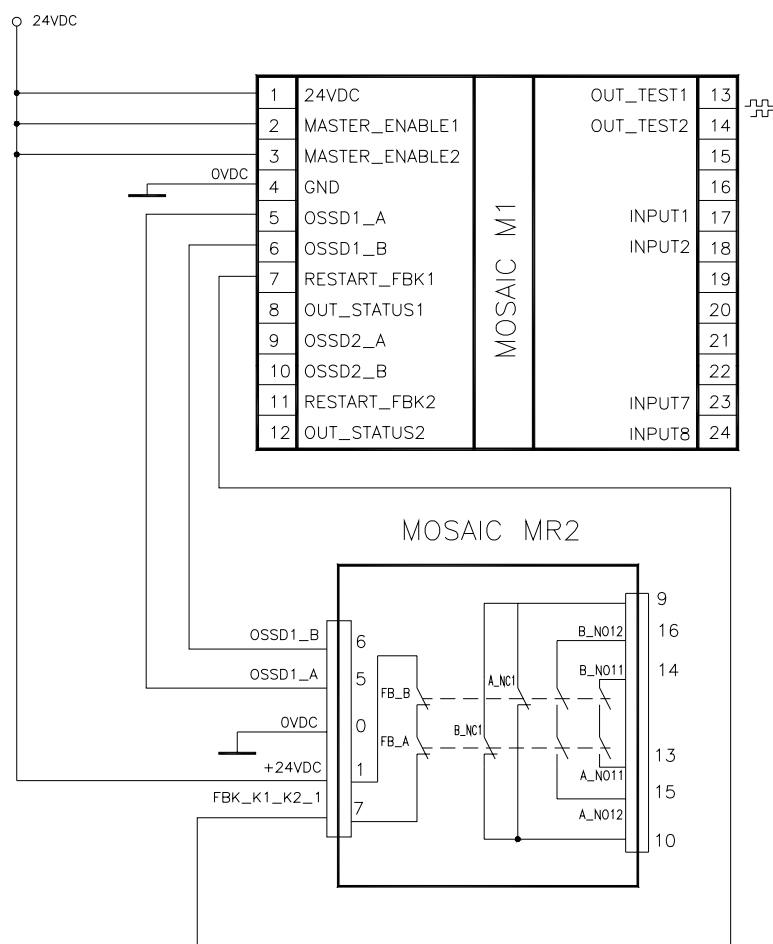 24VDC
1 24VDC
2 MASTER_ENABLE1
3 MASTER_ENABLE2
0VDC
4 GND
5 OSSD1_A
6 OSSD1_B
7 RESTART_FBK1
8 OUT_STATUS1
9 OSSD2_A
10 OSSD2_B
11 RESTART_FBK2
12 OUT_STATUS2
MOSAIC M1
OUT_TEST1 13
OUT_TEST2 14
15
16
INPUT1 17
INPUT2 18
19
20
21
22
INPUT7 23
INPUT8 24
MOSAIC MR2
OSSD1_B 6
OSSD1_A 5
0VDC 0
+24VDC 1
FBK_K1_K2_1 7
FB_B
FB_A
A_NC1
B_NC1
9
B_NO12 16
B_NO11 14
13
A_NO11
15
A_NO12
10